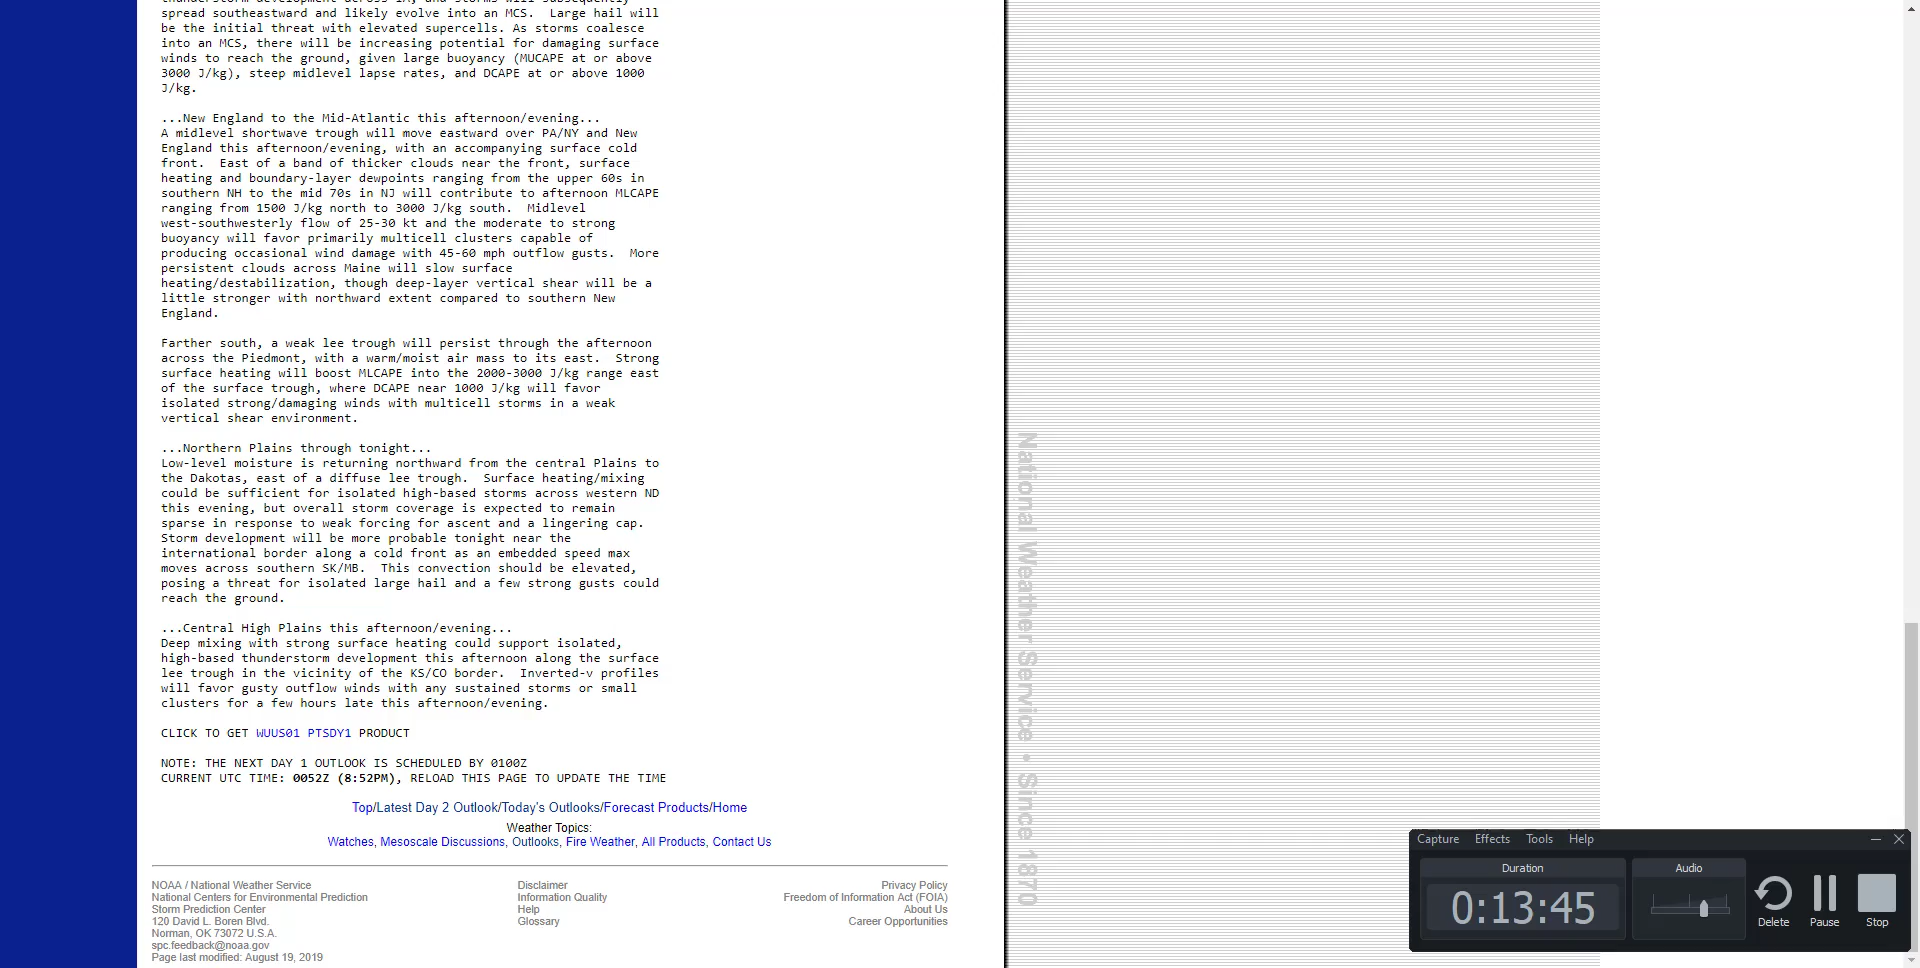 spread southeastward and likely evolve into an MCS.  Large hail will
be the initial threat with elevated supercells. As storms coalesce
into an MCS, there will be increasing potential for damaging surface
winds to reach the ground, given large buoyancy (MUCAPE at or above
3000 J/kg), steep midlevel lapse rates, and DCAPE at or above 1000
J/kg.
...New England to the Mid-Atlantic this afternoon/evening...
A midlevel shortwave trough will move eastward over PA/NY and New
England this afternoon/evening, with an accompanying surface cold
front.  East of a band of thicker clouds near the front, surface
heating and boundary-layer dewpoints ranging from the upper 60s in
southern NH to the mid 70s in NJ will contribute to afternoon MLCAPE
ranging from 1500 J/kg north to 3000 J/kg south.  Midlevel
west-southwesterly flow of 25-30 kt and the moderate to strong
buoyancy will favor primarily multicell clusters capable of
producing occasional wind damage with 45-60 mph outflow gusts.  More
persistent clouds across Maine will slow surface
heating/destabilization, though deep-layer vertical shear will be a
little stronger with northward extent compared to southern New
England.
Farther south, a weak lee trough will persist through the afternoon
across the Piedmont, with a warm/moist air mass to its east.  Strong
surface heating will boost MLCAPE into the 2000-3000 J/kg range east
of the surface trough, where DCAPE near 1000 J/kg will favor
isolated strong/damaging winds with multicell storms in a weak
vertical shear environment.
...Northern Plains through tonight...
Low-level moisture is returning northward from the central Plains to
the Dakotas, east of a diffuse lee trough.  Surface heating/mixing
could be sufficient for isolated high-based storms across western ND
this evening, but overall storm coverage is expected to remain
sparse in response to weak forcing for ascent and a lingering cap.
Storm development will be more probable tonight near the
international border along a cold front as an embedded speed max
moves across southern SK/MB.  This convection should be elevated,
posing a threat for isolated large hail and a few strong gusts could
reach the ground.
...Central High Plains this afternoon/evening...
Deep mixing with strong surface heating could support isolated,
high-based thunderstorm development this afternoon along the surface
lee trough in the vicinity of the KS/CO border.  Inverted-v profiles
will favor gusty outflow winds with any sustained storms or small
clusters for a few hours late this afternoon/evening.
CLICK TO GET WUUS01 PTSDY1 PRODUCT
NOTE: THE NEXT DAY 1 OUTLOOK IS SCHEDULED BY 0100Z
CURRENT UTC TIME: 0052Z (8:52PM), RELOAD THIS PAGE TO UPDATE THE TIME
Top/Latest Day 2 Outlook/Today's Outlooks/Forecast Products/Home
Weather Topics:
Watches, Mesoscale Discussions, Outlooks, Fire Weather, All Products, Contact Us
NOAA / National Weather Service
National Centers for Environmental Prediction
Storm Prediction Center
120 David L. Boren Blvd.
Norman, OK 73072 U.S.A.
spc.feedback@noaa.gov
Page last modified: August 19, 2019
Disclaimer
Information Quality
Help
Glossary
Privacy Policy
Freedom of Information Act (FOIA)
About Us
Career Opportunities
National Weather Service • Since 1870
Capture Effects Tools Help
Duration
0:13:45
Audio
Delete
Pause
Stop